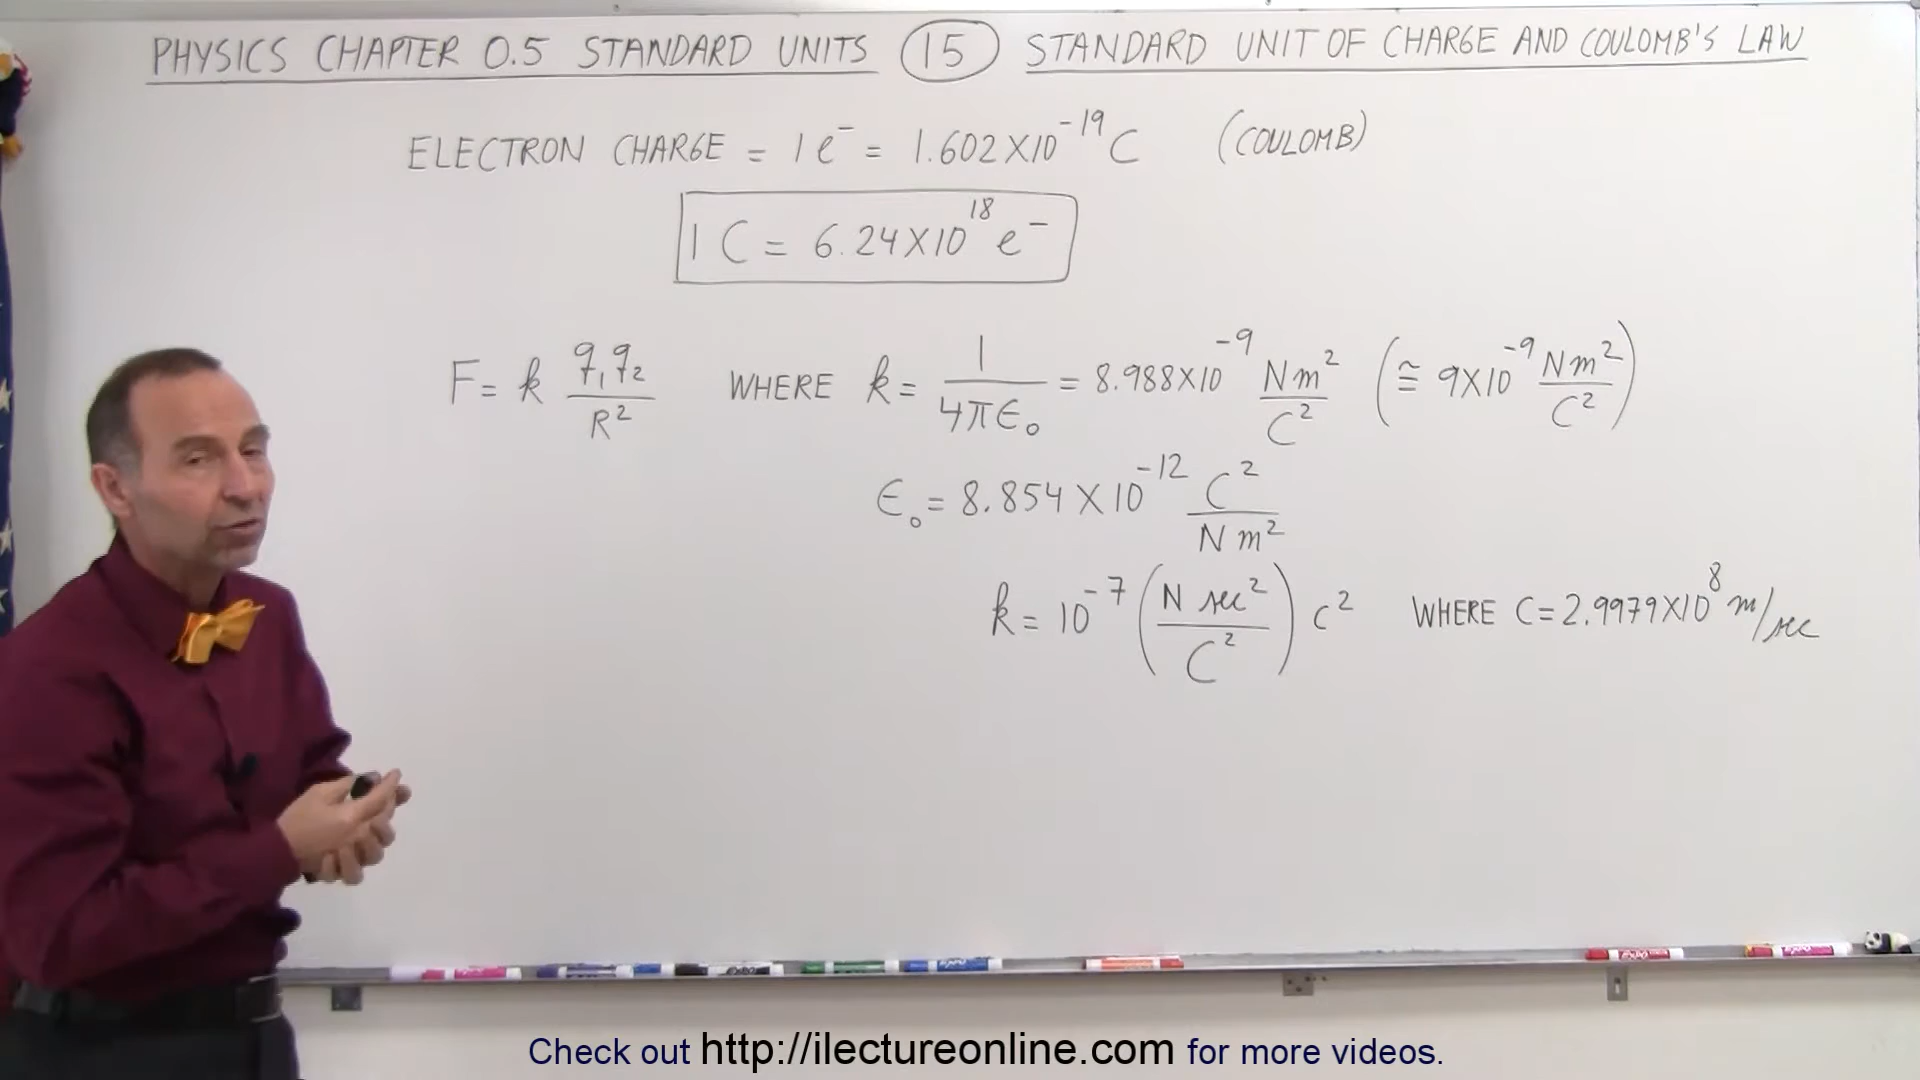 PHYSICS CHAPTER 0.5 STANDARD UNITS 15 STANDARD UNIT OF CHARGE AND COULOMB'S LAW
ELECTRON CHARGE = 1 e⁻ = 1.602 X 10⁻¹⁹ C (COULOMB)
1 C = 6.24 X 10¹⁸ e⁻
F = k q₁q₂ / R² WHERE k = 1 / 4πϵ₀ = 8.988 X 10⁻⁹ Nm² / C² (≅ 9 X 10⁻⁹ Nm² / C²)
ϵ₀ = 8.854 X 10⁻¹² C² / Nm²
k = 10⁻⁷ (N sec² / C²) c² WHERE C = 2.9979 X 10⁸ m/sec
Check out http://ilectureonline.com for more videos.